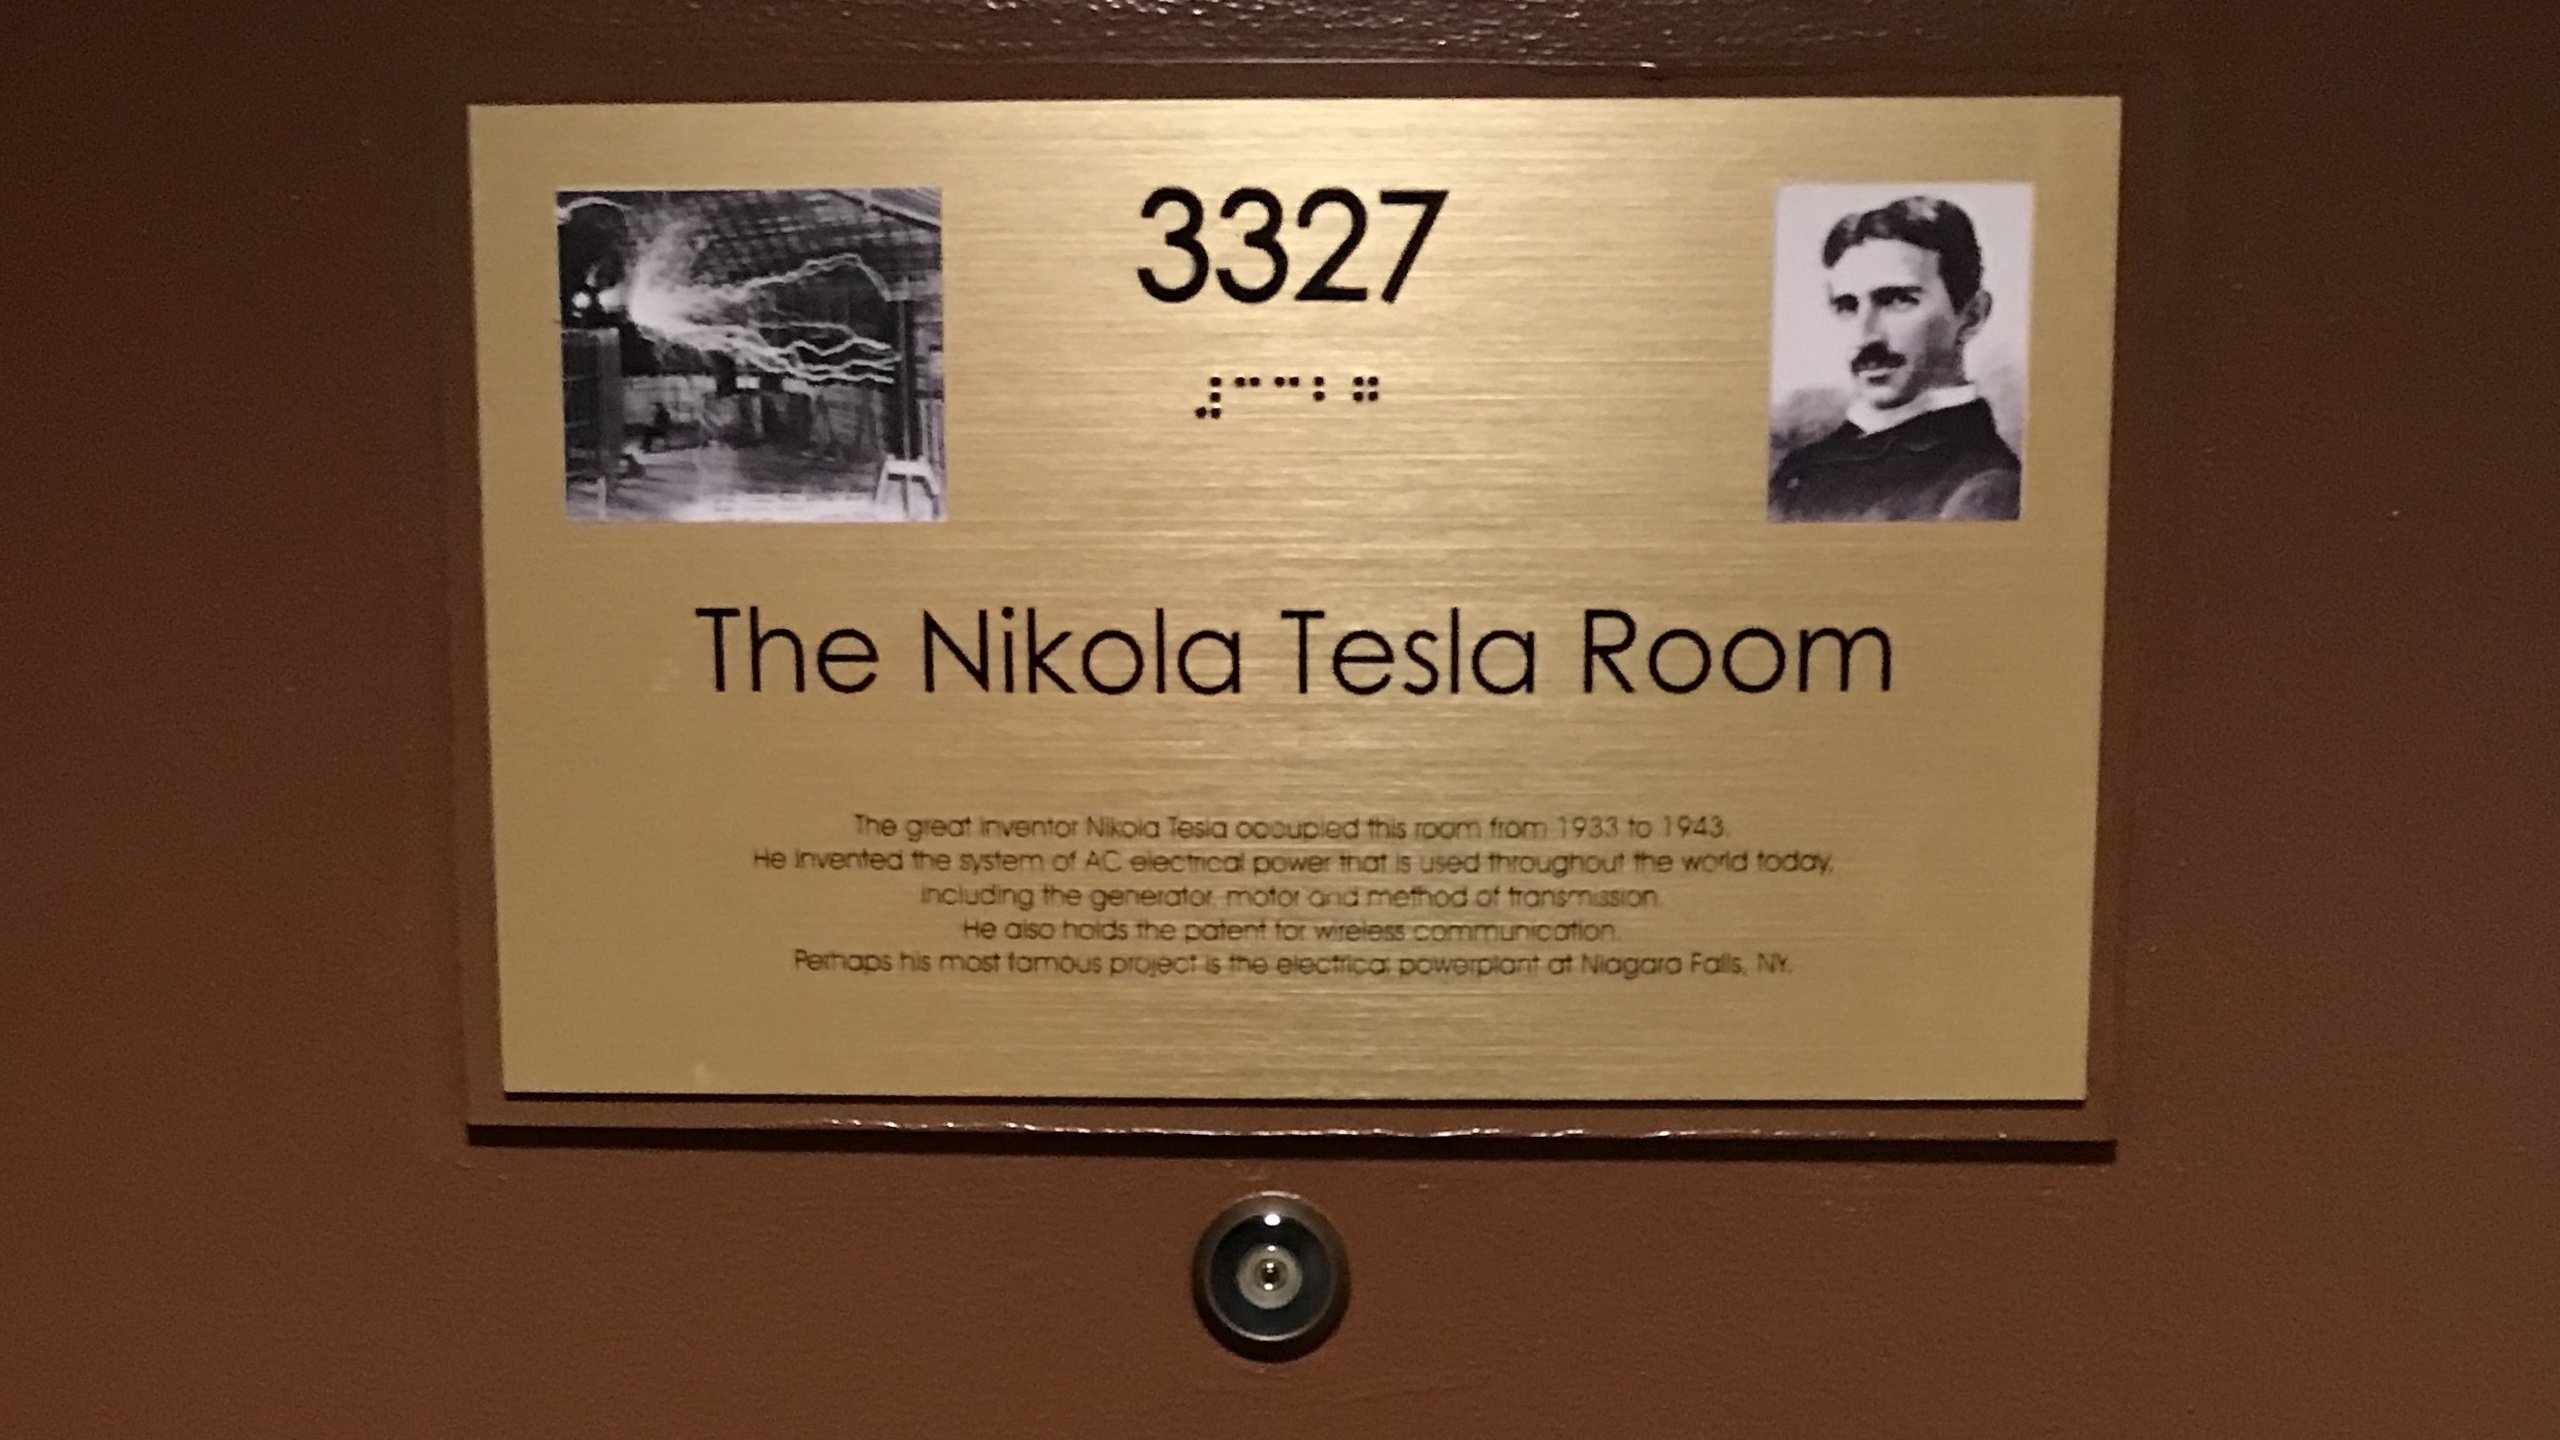 3327
⠼⠉⠉⠃⠛
The Nikola Tesla Room
The great inventor Nikola Tesla occupied this room from 1933 to 1943.
He invented the system of AC electrical power that is used throughout the world today,
including the generator, motor and method of transmission.
He also holds the patent for wireless communication.
Perhaps his most famous project is the electrical powerplant at Niagara Falls, NY.